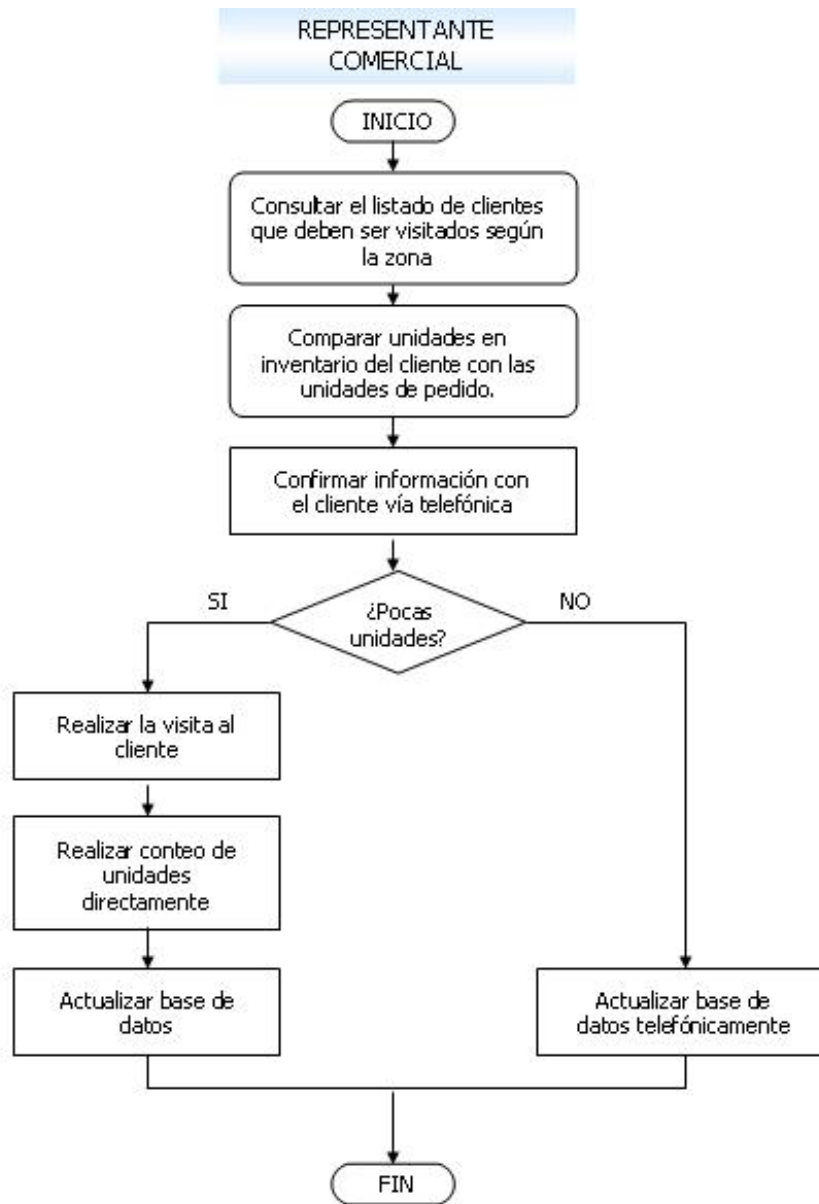 REPRESENTANTE
COMERCIAL
INICIO
Consultar el listado de clientes
que deben ser visitados según
la zona
Comparar unidades en
inventario del cliente con las
unidades de pedido.
Confirmar información con
el cliente vía telefónica
SI
¿Pocas
unidades?
NO
Realizar la visita al
cliente
Realizar conteo de
unidades
directamente
Actualizar base de
datos
Actualizar base de
datos telefónicamente
FIN